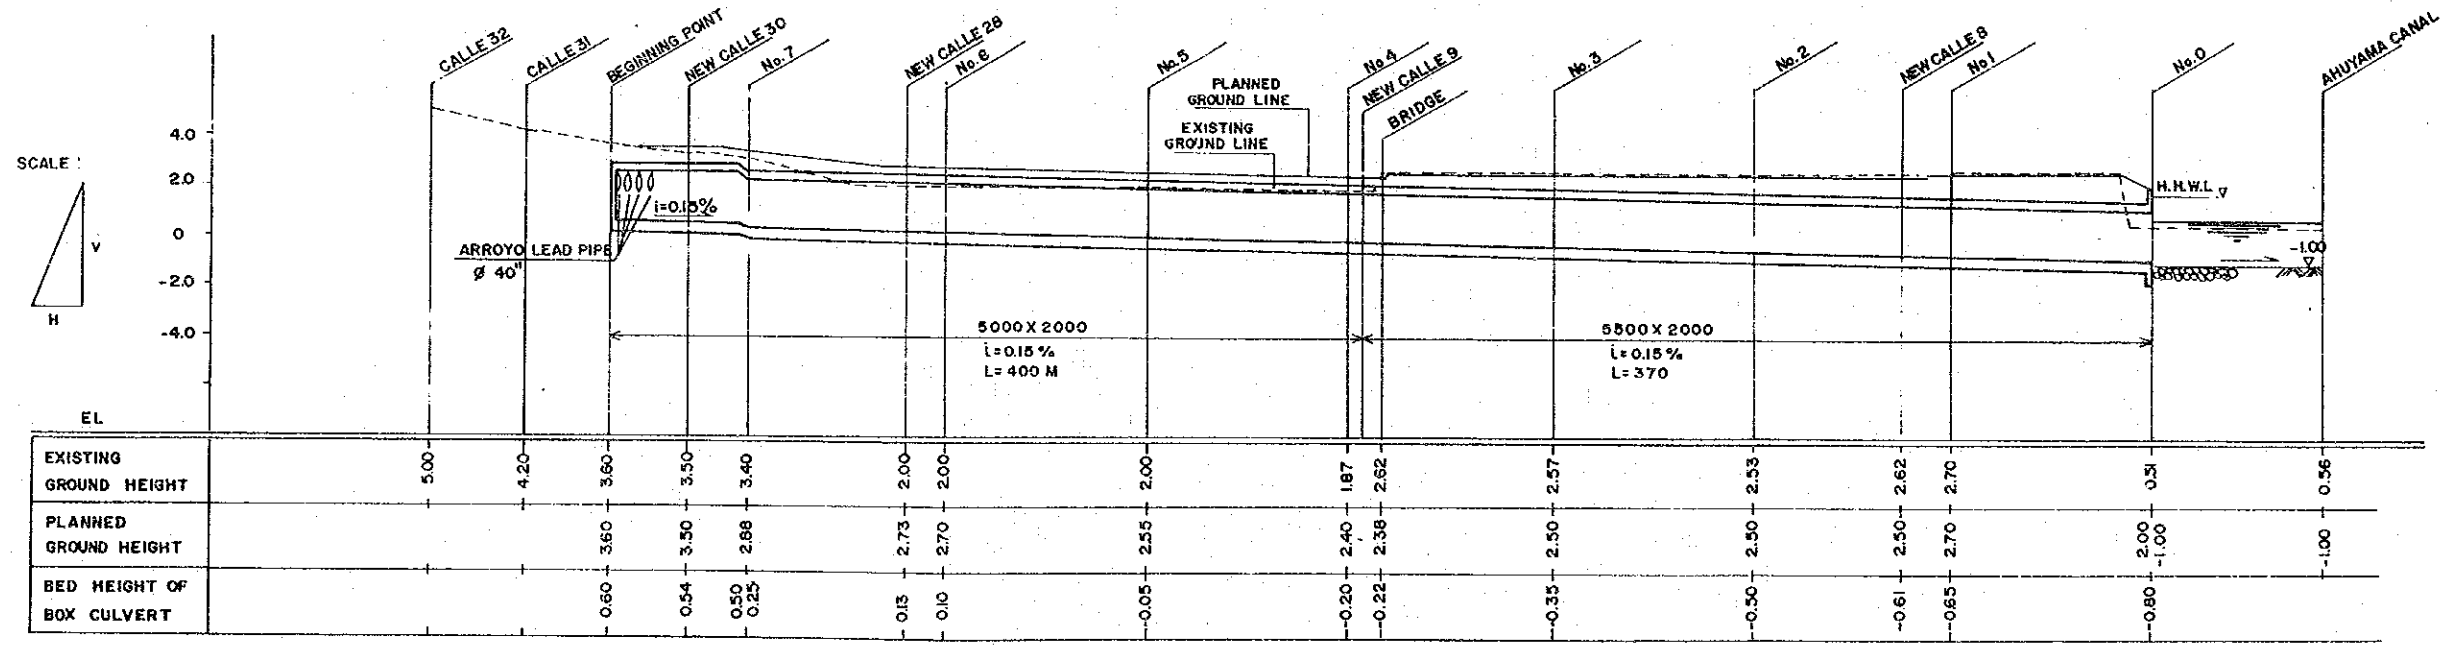 CALLE 32
CALLE 31
BEGINNING POINT
NEW CALLE 30
No. 7
NEW CALLE 28
No. 6
No. 5
No 4
NEW CALLE 9
BRIDGE
No. 3
No. 2
NEW CALLE 8
No 1
No. 0
AHUYAMA CANAL
PLANNED
GROUND LINE
EXISTING
GROUND LINE
SCALE :
V
H
4.0
2.0
0
-2.0
-4.0
i=0.15%
ARROYO LEAD PIPE
Ø 40"
H.H.W.L
-1.00
5000 X 2000
i=0.15 %
L= 400 M
5500 X 2000
i=0.15 %
L= 370
EL
EXISTING
GROUND HEIGHT
5.00 4.20 3.60 3.50 3.40 2.00 2.00 2.00 1.87 2.62 2.57 2.53 2.62 2.70 0.51 0.56
PLANNED
GROUND HEIGHT
3.60 3.50 2.88 2.73 2.70 2.55 2.40 2.38 2.50 2.50 2.50 2.70 2.00 -1.00 -1.00
BED HEIGHT OF
BOX CULVERT
0.60 0.54 0.50 0.25 0.13 0.10 -0.05 -0.20 -0.22 -0.35 -0.50 -0.61 -0.65 -0.80